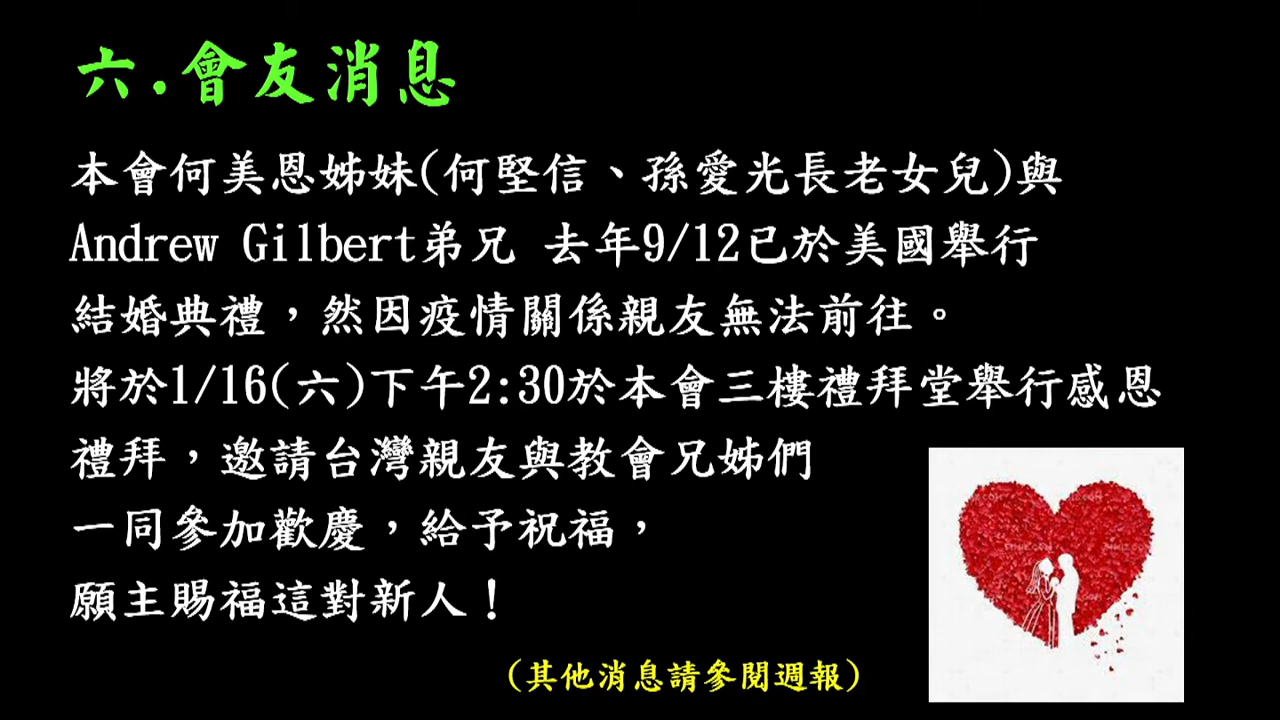 六.會友消息
本會何美恩姊妹(何堅信、孫愛光長老女兒)與
Andrew Gilbert弟兄 去年9/12已於美國舉行
結婚典禮，然因疫情關係親友無法前往。
將於1/16(六)下午2:30於本會三樓禮拜堂舉行感恩
禮拜，邀請台灣親友與教會兄姊們
一同參加歡慶，給予祝福，
願主賜福這對新人！
(其他消息請參閱週報)